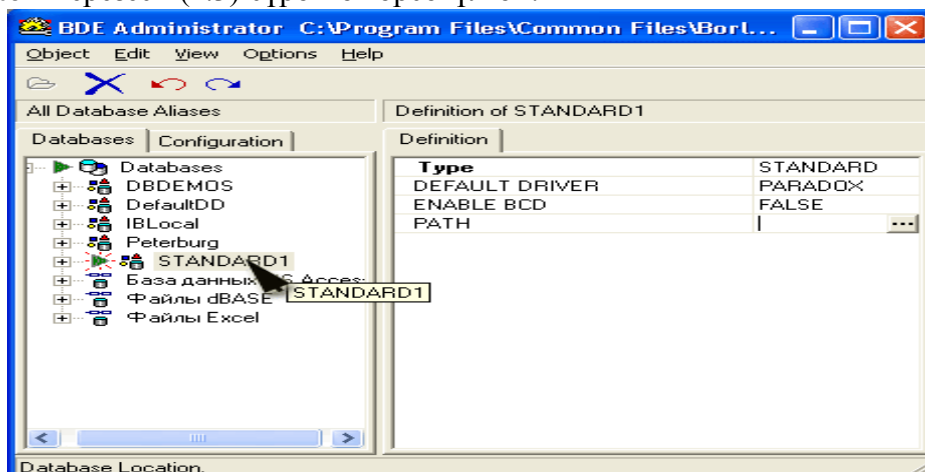 BDE Administrator C:\Program Files\Common Files\Borl...
Object Edit View Options Help
All Database Aliases
Definition of STANDARD1
Databases Configuration
Definition
Databases
DBDEMOS
DefaultDD
IBLocal
Peterburg
STANDARD1
База данных
Файлы dBASE
Файлы Excel
STANDARD1
Type STANDARD
DEFAULT DRIVER PARADOX
ENABLE BCD FALSE
PATH ...
Database Location.